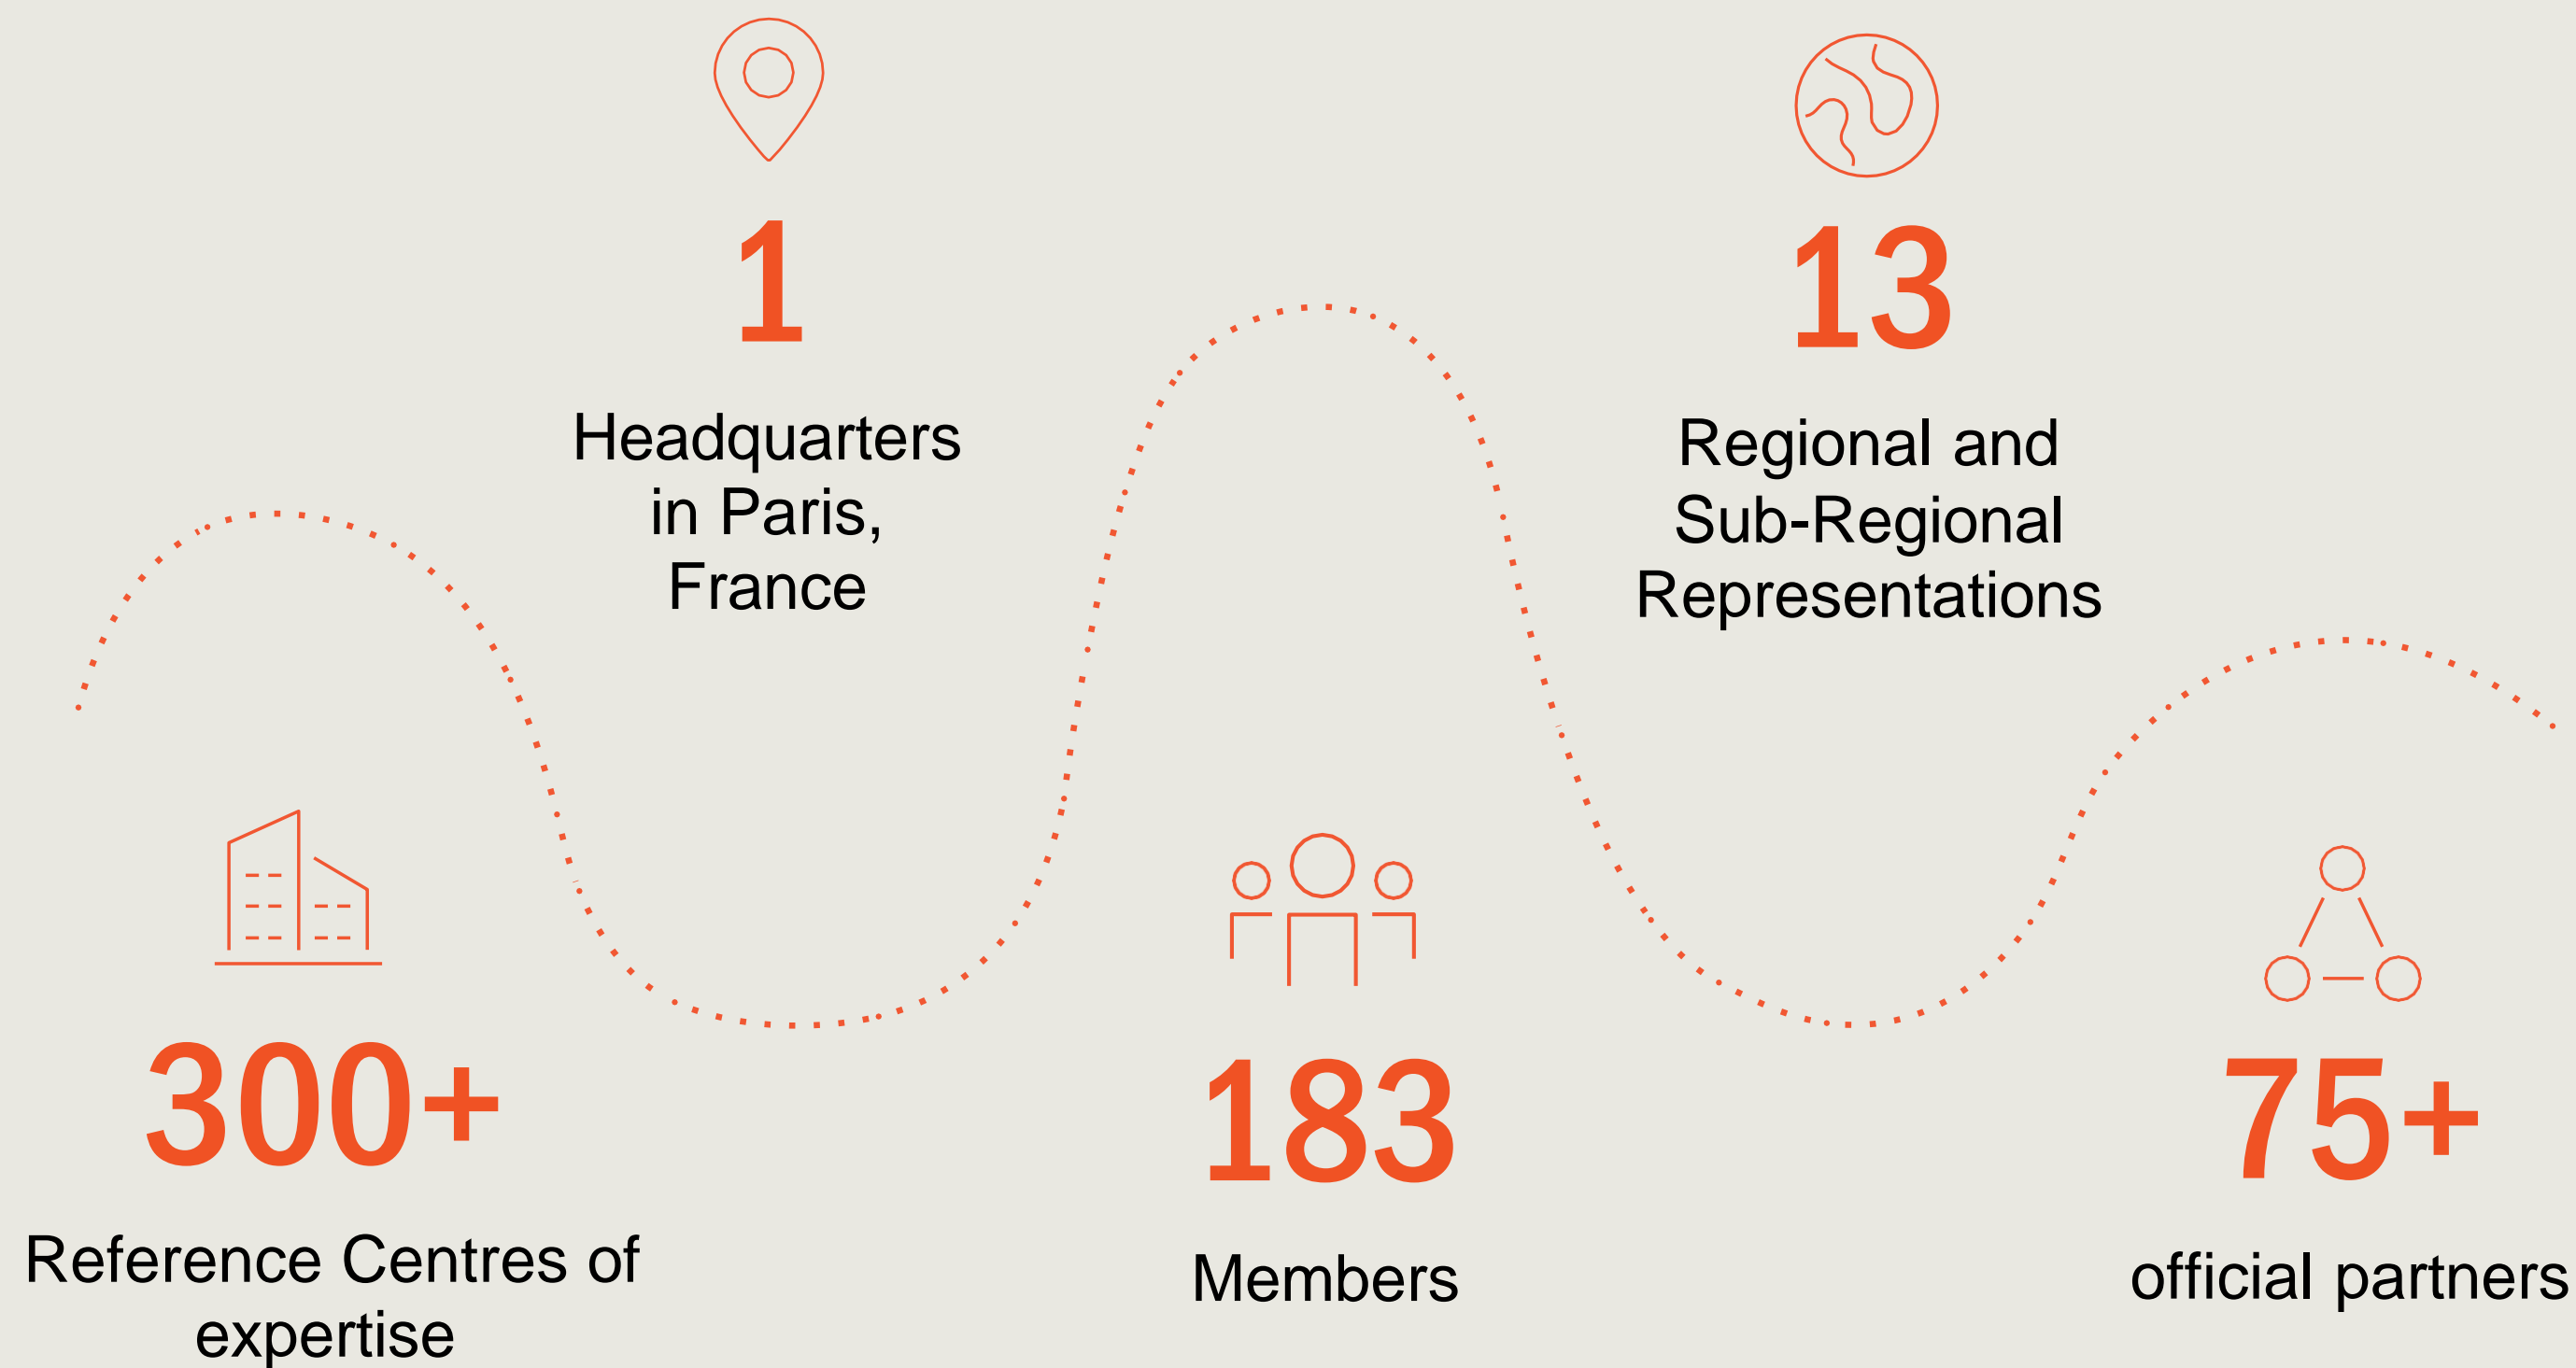 300+
Reference Centres of
expertise
1
Headquarters
in Paris,
France
183
Members
13
Regional and
Sub-Regional
Representations
75+
official partners